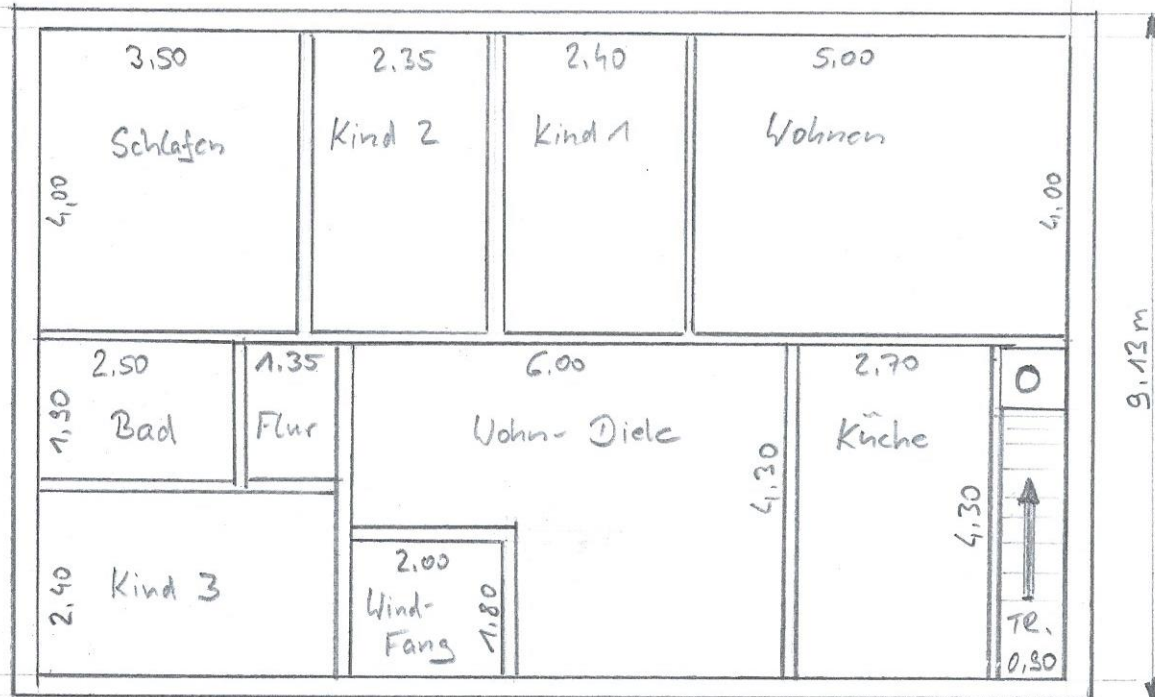 3,50
2.35
2.40
5,00
Schlafen
Kind 2
Kind 1
Wohnen
4,00
4,00
9.13 m
2.50
1.35
6.00
2,70
O
1,90
Bad
Flur
Wohn-Diele
Küche
4,30
4,30
2.40
Kind 3
2.00
Wind-
Fang
1,80
TR.
0,90